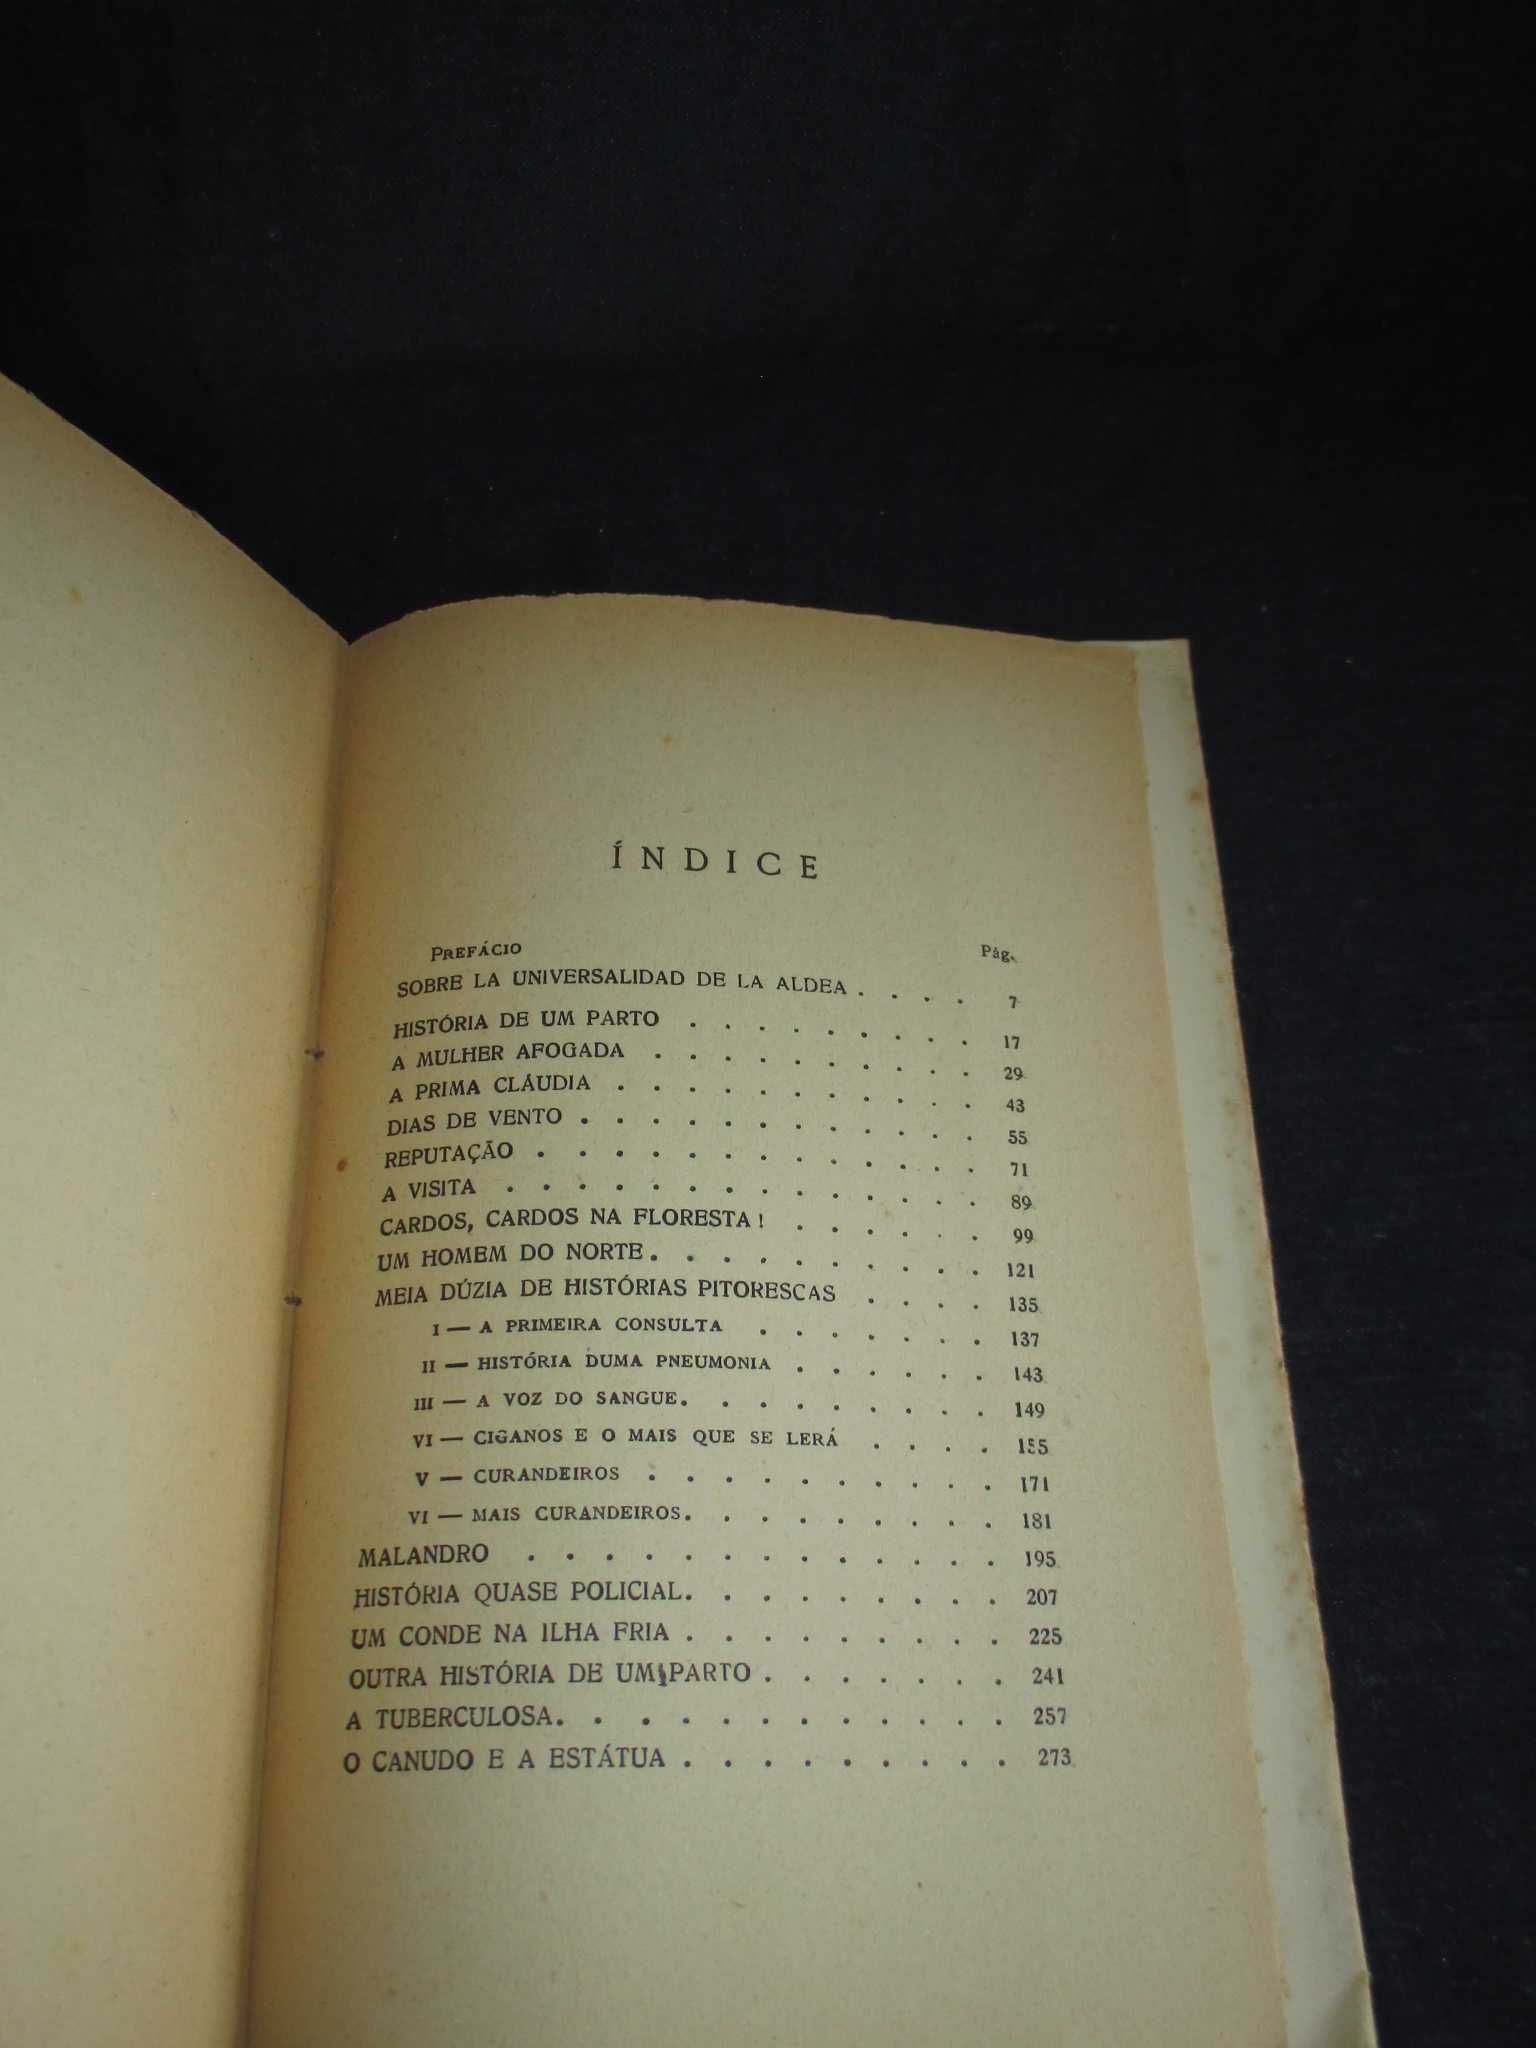 ÍNDICE
PREFÁCIO Pág.
SOBRE LA UNIVERSALIDAD DE LA ALDEA . . . . 7
HISTÓRIA DE UM PARTO . . . . . . . . . 17
A MULHER AFOGADA . . . . . . . . . . 29
A PRIMA CLÁUDIA . . . . . . . . . . . 43
DIAS DE VENTO . . . . . . . . . . . . 55
REPUTAÇÃO . . . . . . . . . . . . . 71
A VISITA . . . . . . . . . . . . . . 89
CARDOS, CARDOS NA FLORESTA! . . . . . . 99
UM HOMEM DO NORTE . . . . . . . . . . 121
MEIA DÚZIA DE HISTÓRIAS PITORESCAS . . . . 135
I — A PRIMEIRA CONSULTA . . . . . . . 137
II — HISTÓRIA DUMA PNEUMONIA . . . . . . 143
III — A VOZ DO SANGUE . . . . . . . . . 149
VI — CIGANOS E O MAIS QUE SE LERÁ . . . . 155
V — CURANDEIROS . . . . . . . . . . 171
VI — MAIS CURANDEIROS . . . . . . . . . 181
MALANDRO . . . . . . . . . . . . . 195
HISTÓRIA QUASE POLICIAL . . . . . . . . . 207
UM CONDE NA ILHA FRIA . . . . . . . . . 225
OUTRA HISTÓRIA DE UM PARTO . . . . . . . 241
A TUBERCULOSA . . . . . . . . . . . . 257
O CANUDO E A ESTÁTUA . . . . . . . . . 273